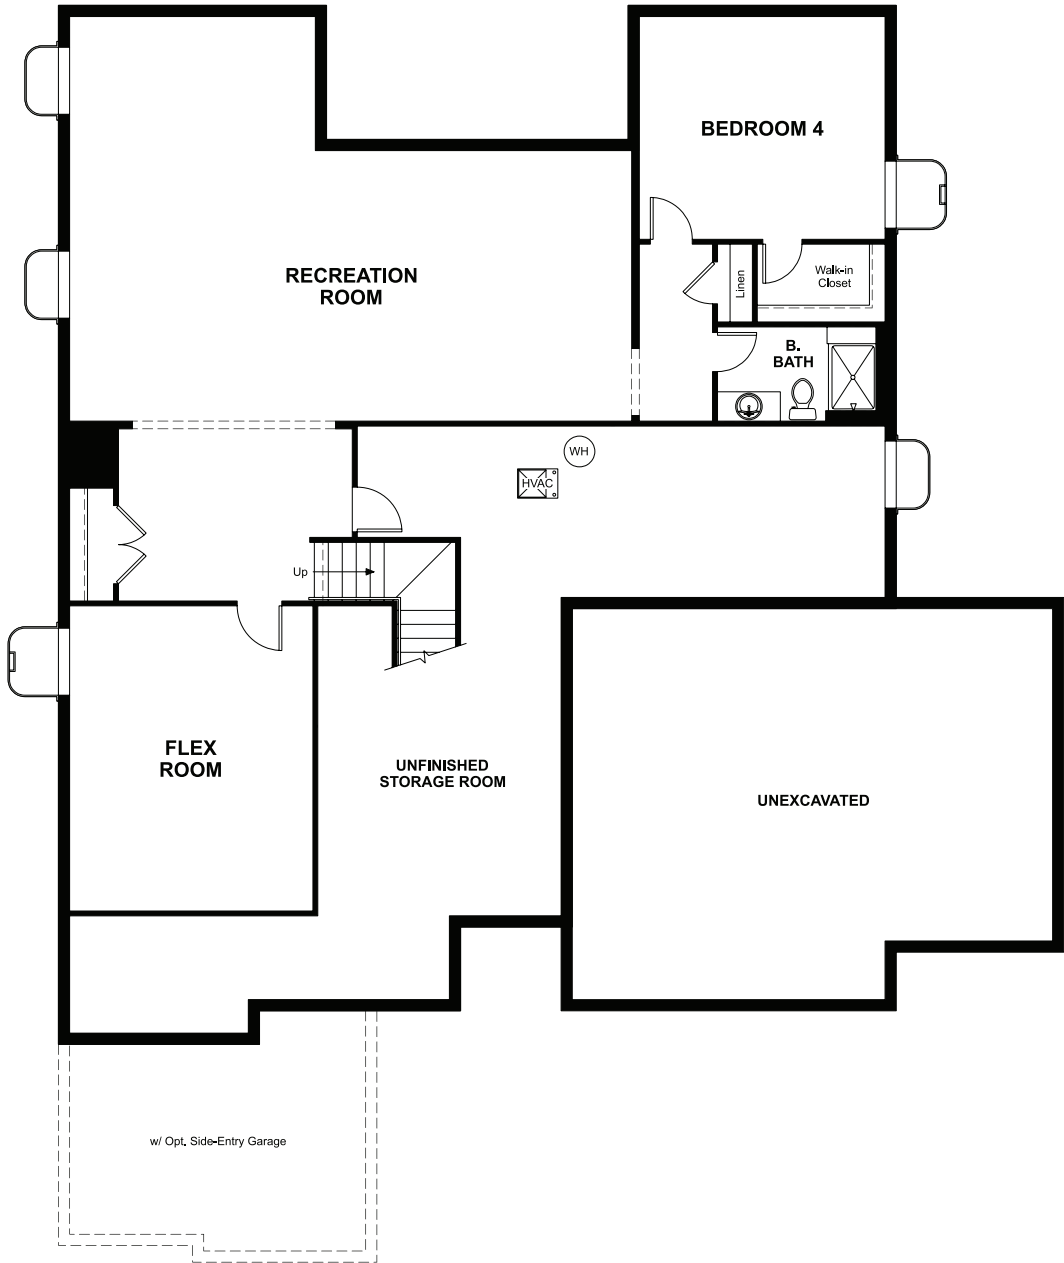 BEDROOM 4
RECREATION
ROOM
Linen
Walk-in
Closet
B.
BATH
WH
HVAC
Up
FLEX
ROOM
UNFINISHED
STORAGE ROOM
UNEXCAVATED
w/ Opt. Side-Entry Garage